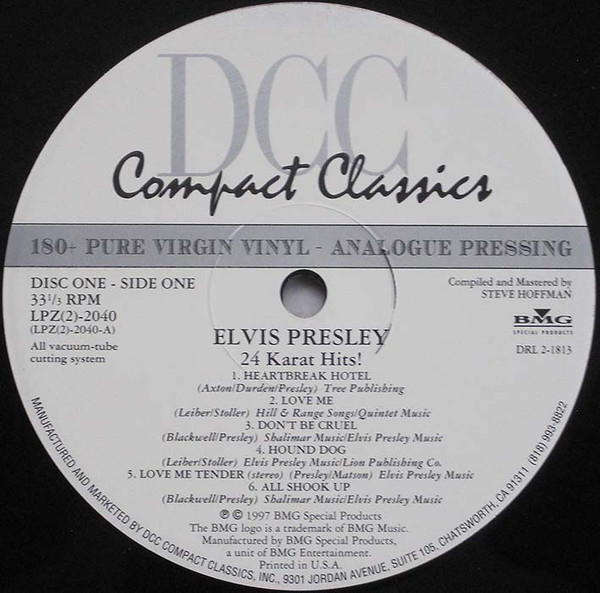 DCC
Compact Classics
180+ PURE VIRGIN VINYL - ANALOGUE PRESSING
DISC ONE - SIDE ONE
33 1/3 RPM
LPZ(2)-2040
(LPZ(2)-2040-A)
All vacuum-tube
cutting system
Compiled and Mastered by
STEVE HOFFMAN
BMG
SPECIAL PRODUCTS
DRL 2-1813
ELVIS PRESLEY
24 Karat Hits!
1. HEARTBREAK HOTEL
(Axton/Durden/Presley) Tree Publishing
2. LOVE ME
(Leiber/Stoller) Hill & Range Songs/Quintet Music
3. DON'T BE CRUEL
(Blackwell/Presley) Shalimar Music/Elvis Presley Music
4. HOUND DOG
(Leiber/Stoller) Elvis Presley Music/Lion Publishing Co.
5. LOVE ME TENDER (stereo) (Presley/Matson) Elvis Presley Music
6. ALL SHOOK UP
(Blackwell/Presley) Shalimar Music/Elvis Presley Music
℗ © 1997 BMG Special Products
The BMG logo is a trademark of BMG Music.
Manufactured by BMG Special Products,
a unit of BMG Entertainment.
Printed in U.S.A.
MANUFACTURED AND MARKETED BY DCC COMPACT CLASSICS, INC., 9301 JORDAN AVENUE, SUITE 105, CHATSWORTH, CA 91311 (818) 993-8822